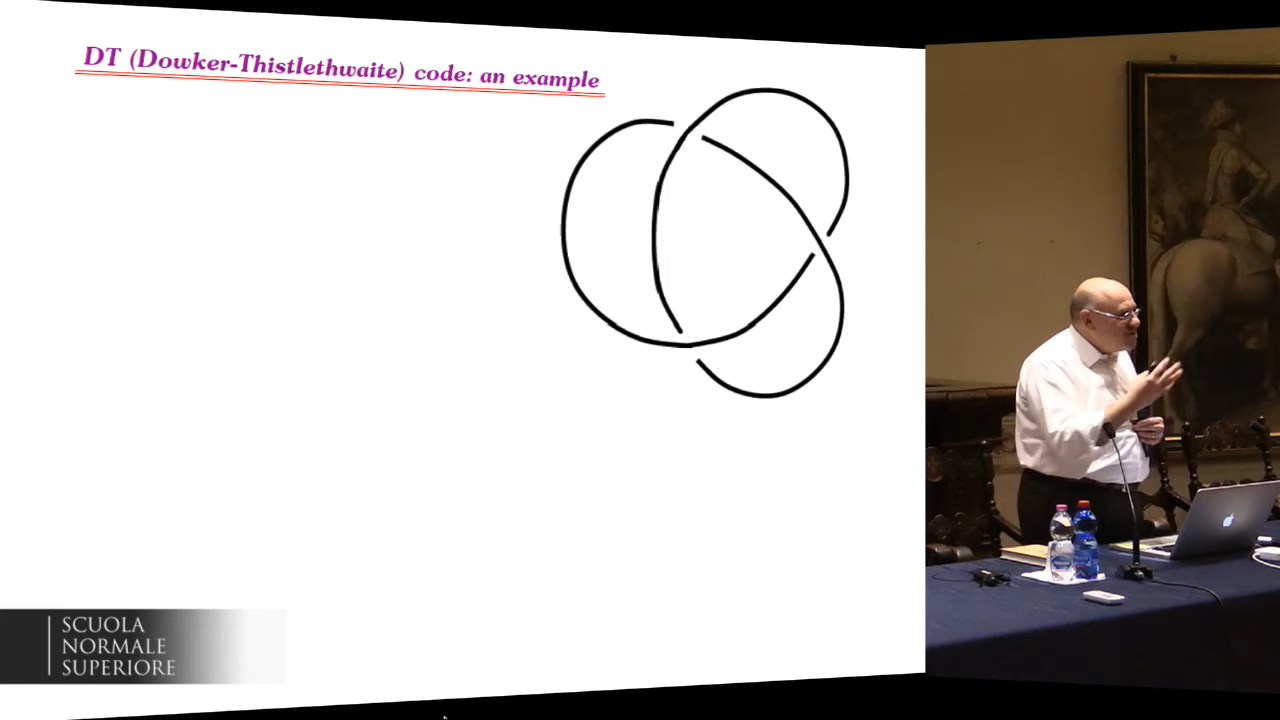 DT (Dowker-Thistlethwaite) code: an example
SCUOLA
NORMALE
SUPERIORE